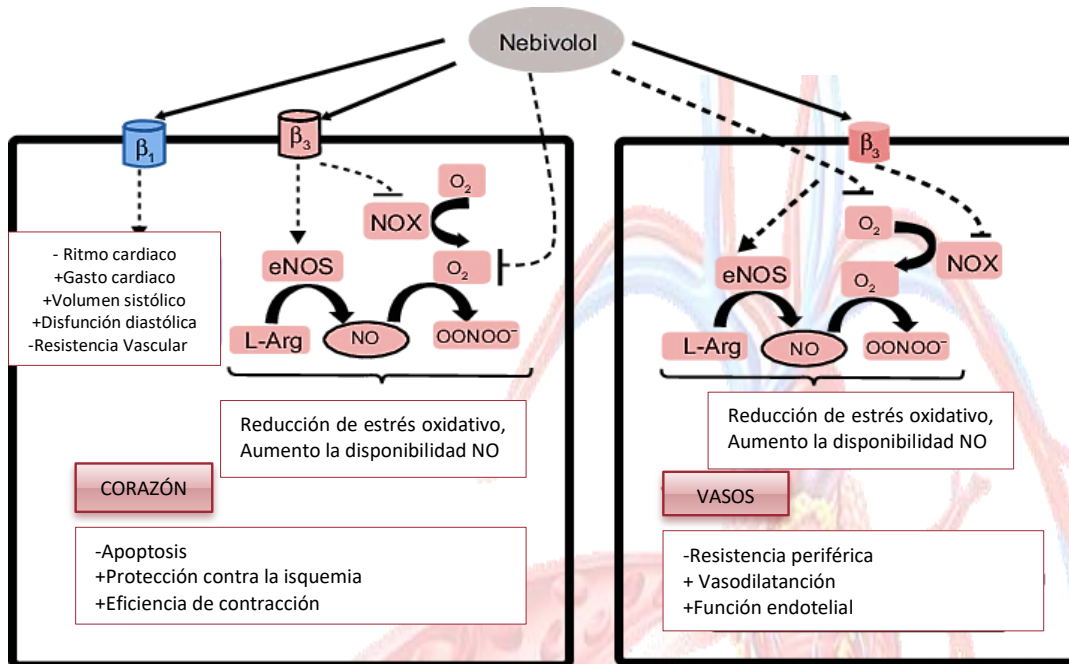 Nebivolol
β1
β3
O2
NOX
O2
eNOS
L-Arg
NO
OONOO⁻
- Ritmo cardiaco
+Gasto cardiaco
+Volumen sistólico
+Disfunción diastólica
-Resistencia Vascular
Reducción de estrés oxidativo,
Aumento la disponibilidad NO
CORAZÓN
-Apoptosis
+Protección contra la isquemia
+Eficiencia de contracción
β3
O2
NOX
O2
eNOS
L-Arg
NO
OONOO⁻
Reducción de estrés oxidativo,
Aumento la disponibilidad NO
VASOS
-Resistencia periférica
+ Vasodilatanción
+Función endotelial